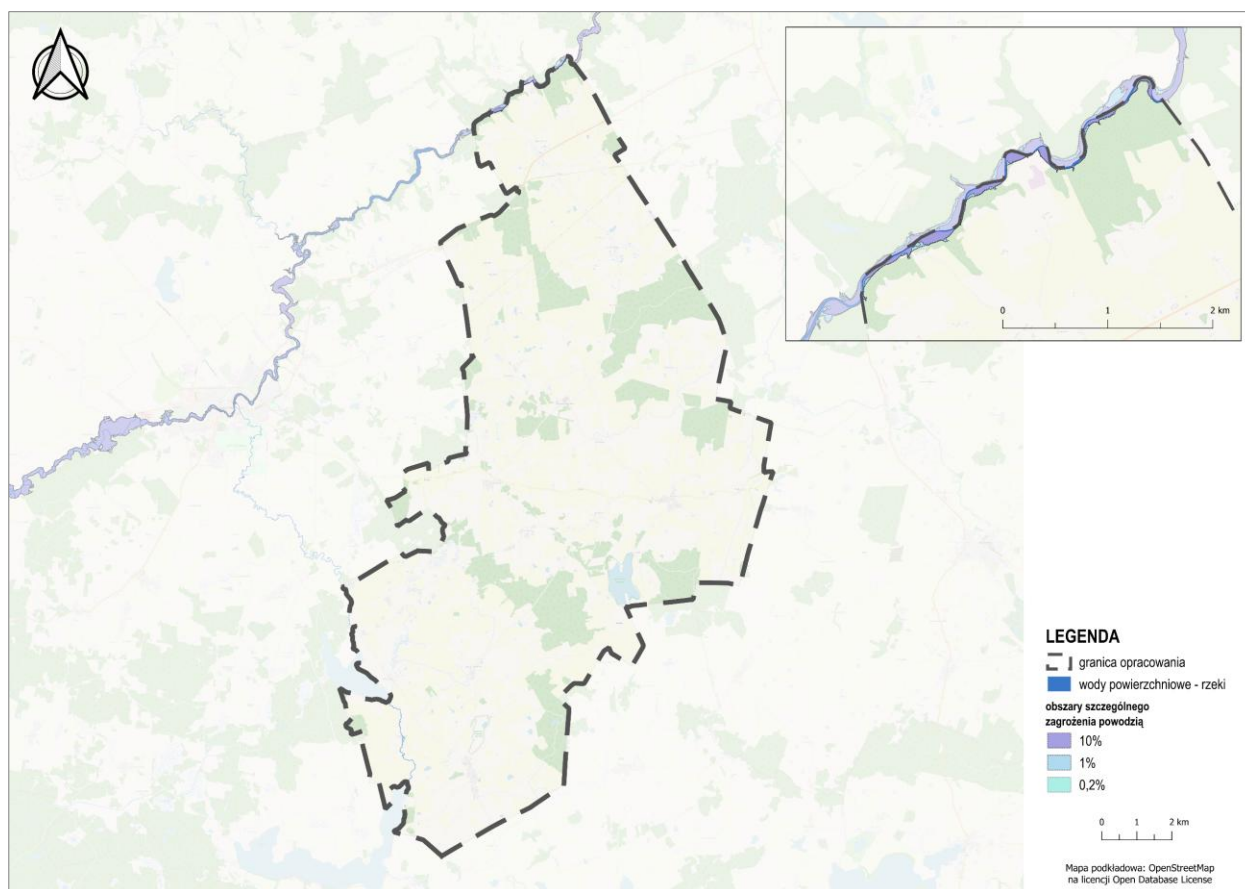 0 1 2 km
LEGENDA
granica opracowania
wody powierzchniowe - rzeki
obszary szczególnego
zagrożenia powodzią
10%
1%
0,2%
0 1 2 km
Mapa podkładowa: OpenStreetMap
na licencji Open Database License